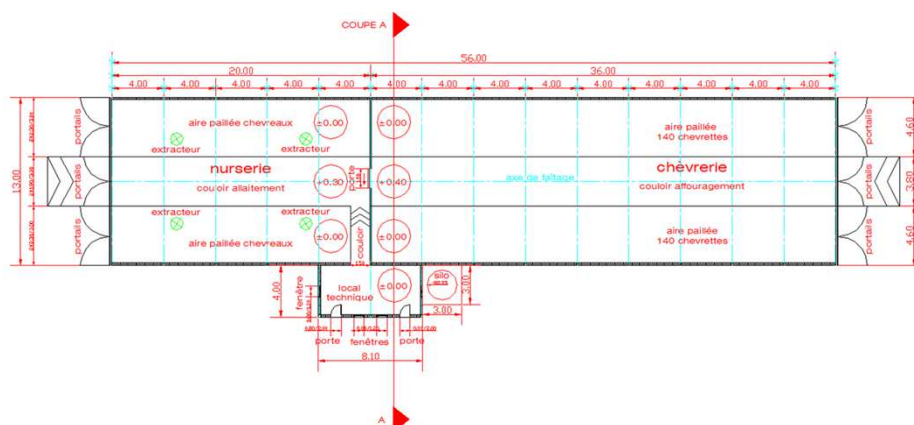 COUPE A
56.00
20.00 36.00
4.00 4.00 4.00 4.00 4.00 4.00 4.00 4.00 4.00 4.00 4.00 4.00 4.00 4.00
portails
aire paillée chevreaux
±0.00
±0.00
aire paillée
140 chevrettes
portails
4.60
extracteur
extracteur
13.00
portails
nurserie
couloir allaitement
+0.30
porte
+0.40
axe de faîtage
chèvrerie
couloir affouragement
portails
3.80
extracteur
extracteur
portails
aire paillée chevreaux
±0.00
couloir
±0.00
aire paillée
140 chevrettes
portails
4.60
4.00
fenêtre
local
technique
±0.00
silo
3.00
3.00
porte
fenêtres
porte
8.10
A